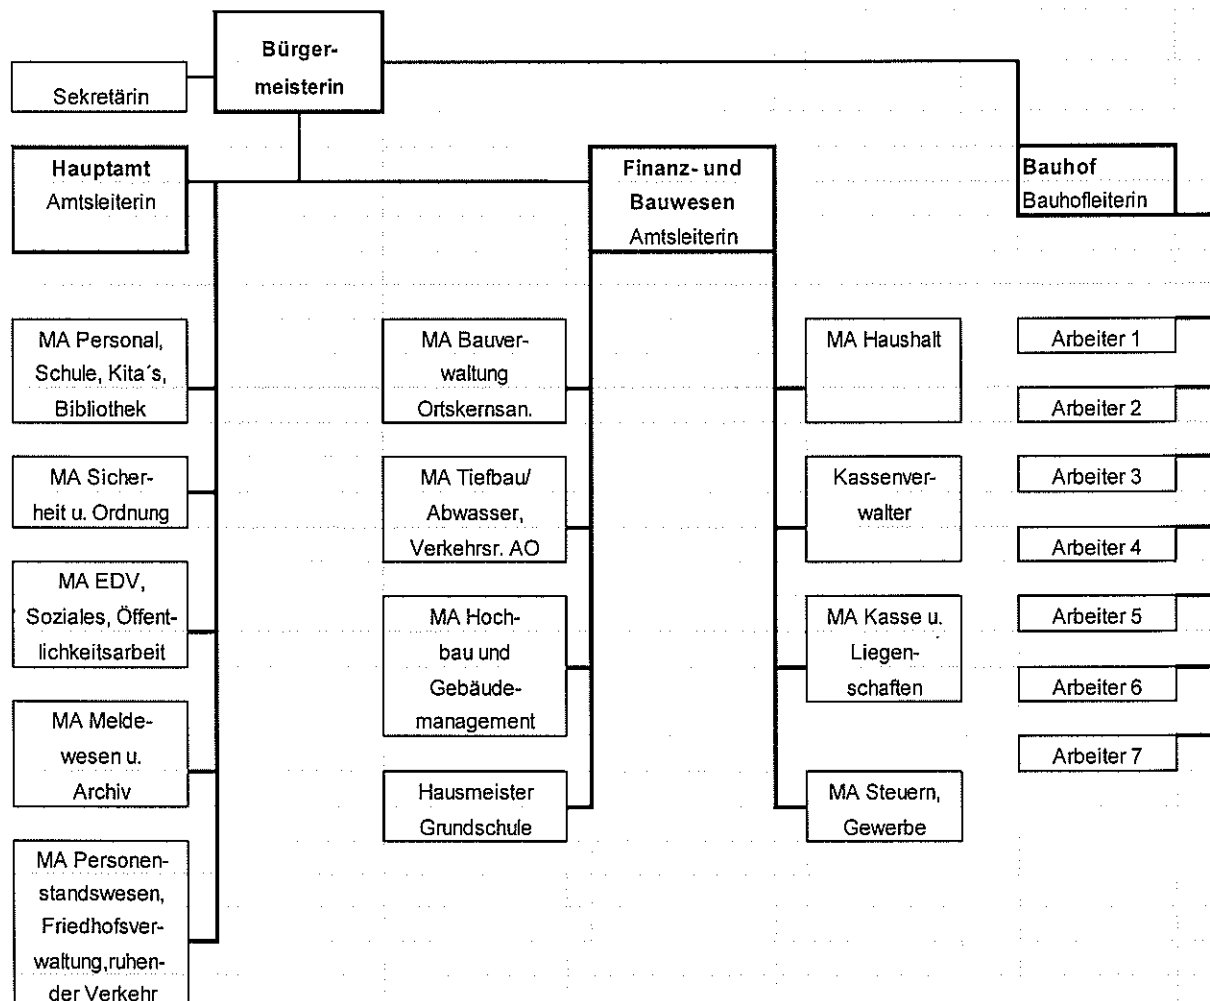 Bürger-
meisterin
Sekretärin
Hauptamt
Amtsleiterin
Finanz- und
Bauwesen
Amtsleiterin
Bauhof
Bauhofleiterin
MA Personal,
Schule, Kita´s,
Bibliothek
MA Sicher-
heit u. Ordnung
MA EDV,
Soziales, Öffent-
lichkeitsarbeit
MA Melde-
wesen u.
Archiv
MA Personen-
standswesen,
Friedhofsver-
waltung,ruhen-
der Verkehr
MA Bauver-
waltung
Ortskernsan.
MA Tiefbau/
Abwasser,
Verkehrsr. AO
MA Hoch-
bau und
Gebäude-
management
Hausmeister
Grundschule
MA Haushalt
Kassenver-
walter
MA Kasse u.
Liegen-
schaften
MA Steuern,
Gewerbe
Arbeiter 1
Arbeiter 2
Arbeiter 3
Arbeiter 4
Arbeiter 5
Arbeiter 6
Arbeiter 7